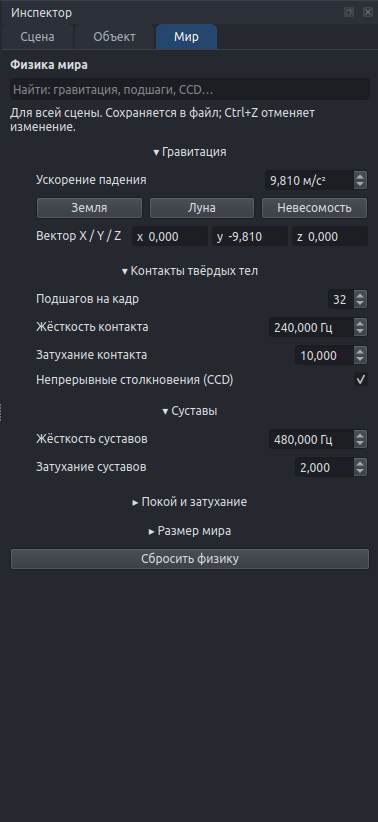 Инспектор
Сцена Объект Мир
Физика мира
Найти: гравитация, подшаги, CCD...
Для всей сцены. Сохраняется в файл; Ctrl+Z отменяет
изменение.
▾ Гравитация
Ускорение падения 9,810 м/с²
Земля Луна Невесомость
Вектор X / Y / Z x 0,000 y -9,810 z 0,000
▾ Контакты твёрдых тел
Подшагов на кадр 32
Жёсткость контакта 240,000 Гц
Затухание контакта 10,000
Непрерывные столкновения (CCD)
▾ Суставы
Жёсткость суставов 480,000 Гц
Затухание суставов 2,000
▸ Покой и затухание
▸ Размер мира
Сбросить физику